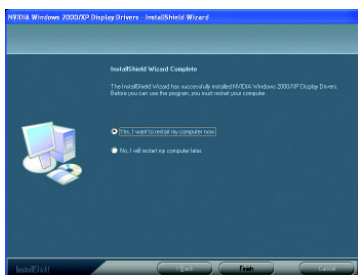 NVIDIA Windows 2000/XP Display Drivers - InstallShield Wizard
InstallShield Wizard Complete
The InstallShield Wizard has successfully installed NVIDIA Windows 2000/XP Display Drivers.
Before you can use the program, you must restart your computer.
Yes, I want to restart my computer now.
No, I will restart my computer later.
InstallShield
< Back
Finish
Cancel